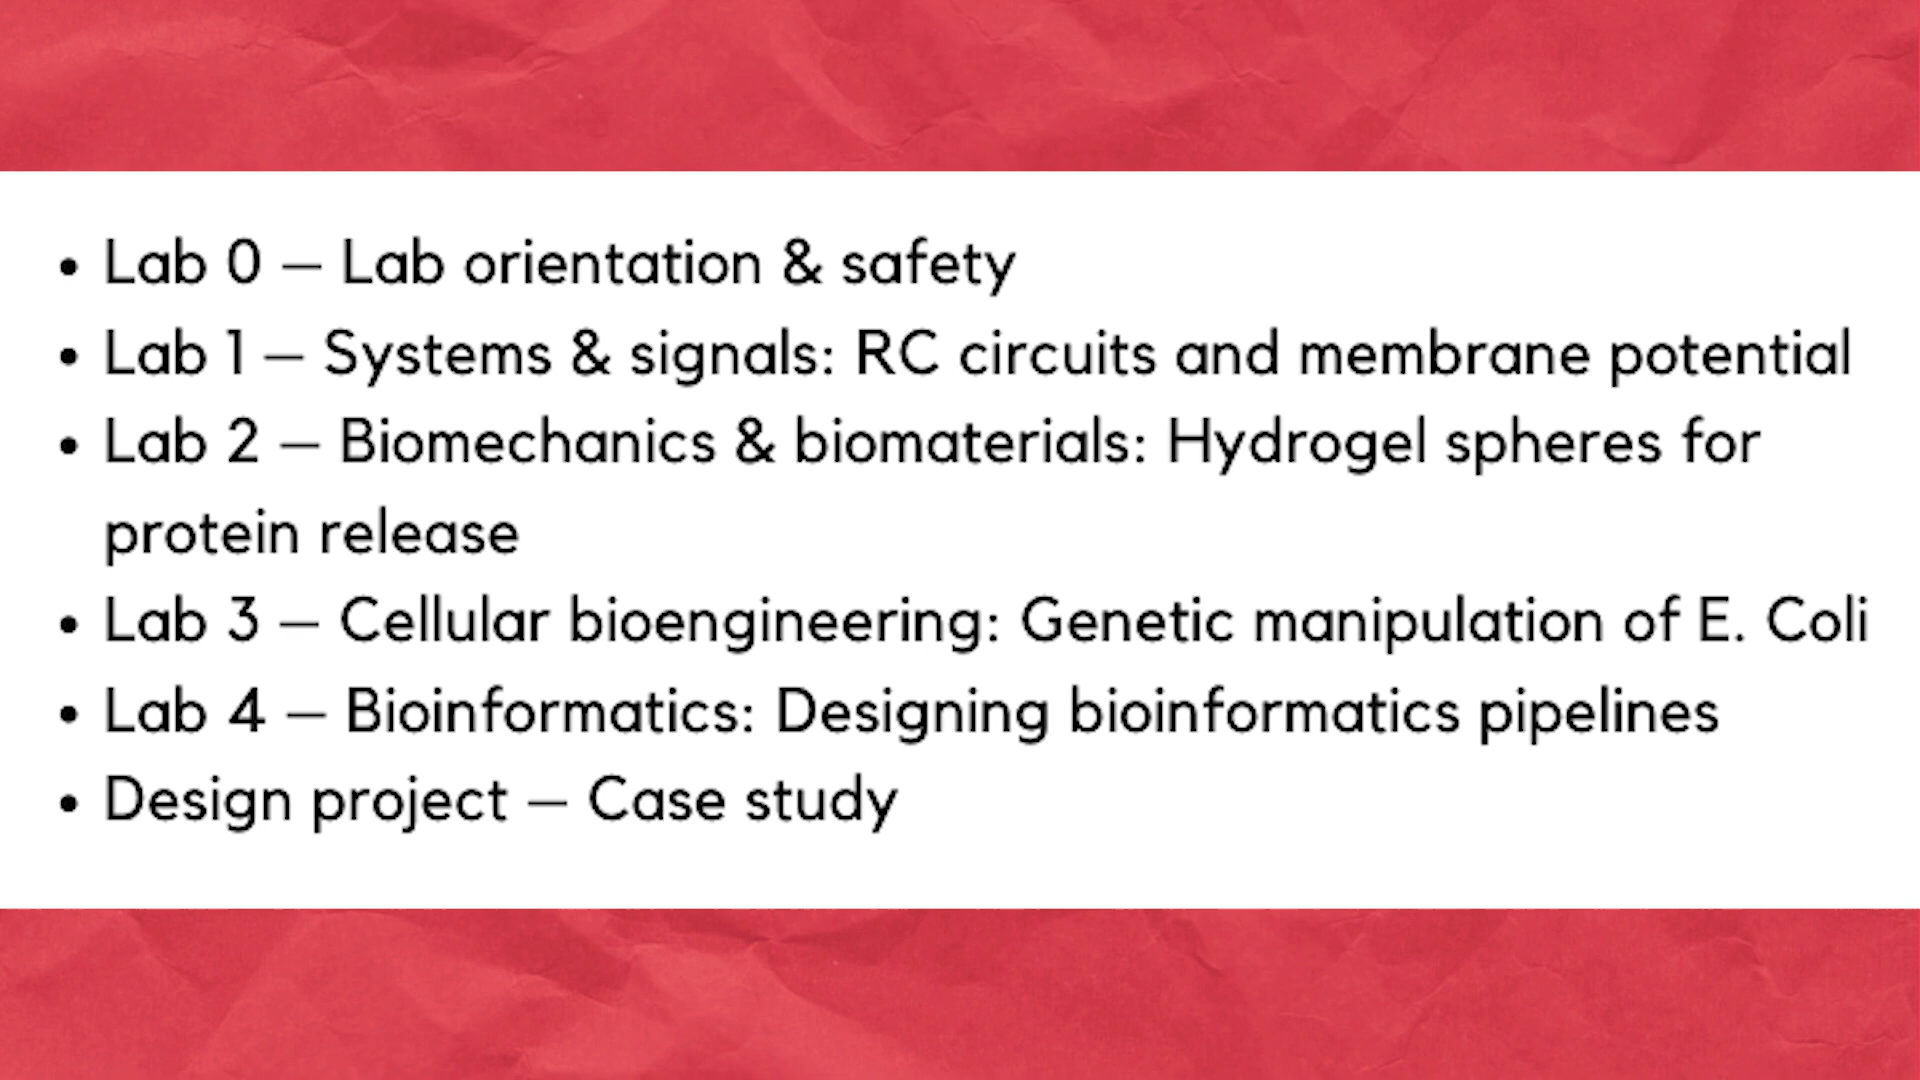 • Lab 0 – Lab orientation & safety
• Lab 1 – Systems & signals: RC circuits and membrane potential
• Lab 2 – Biomechanics & biomaterials: Hydrogel spheres for
protein release
• Lab 3 – Cellular bioengineering: Genetic manipulation of E. Coli
• Lab 4 – Bioinformatics: Designing bioinformatics pipelines
• Design project – Case study